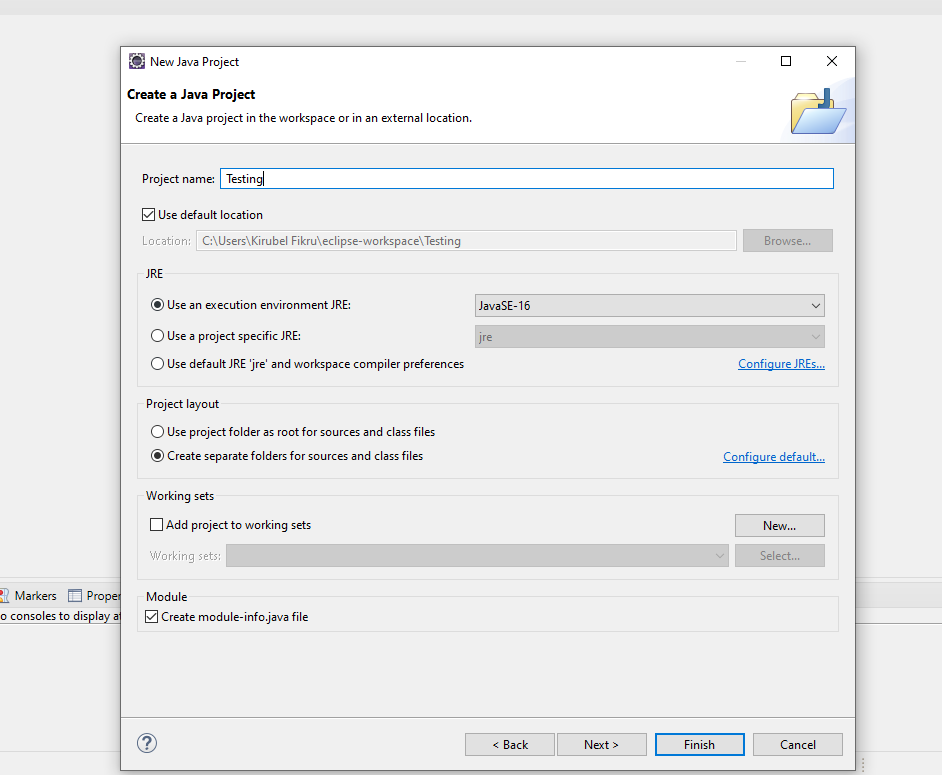 New Java Project
Create a Java Project
Create a Java project in the workspace or in an external location.
Project name: Testing
Use default location
Location: C:\Users\Kirubel Fikru\eclipse-workspace\Testing Browse...
JRE
Use an execution environment JRE: JavaSE-16
Use a project specific JRE: jre
Use default JRE 'jre' and workspace compiler preferences Configure JREs...
Project layout
Use project folder as root for sources and class files
Create separate folders for sources and class files Configure default...
Working sets
Add project to working sets New...
Working sets: Select...
Markers Proper
Module
o consoles to display at
Create module-info.java file
? < Back Next > Finish Cancel